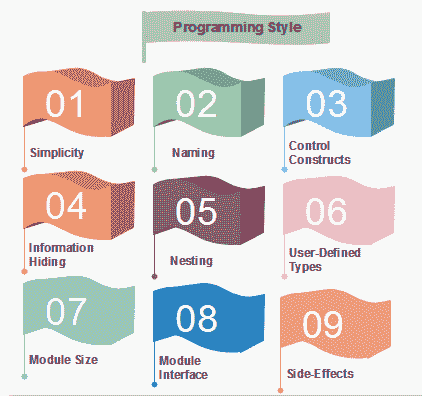 Programming Style
01
Simplicity
02
Naming
03
Control
Constructs
04
Information
Hiding
05
Nesting
06
User-Defined
Types
07
Module Size
08
Module
Interface
09
Side-Effects